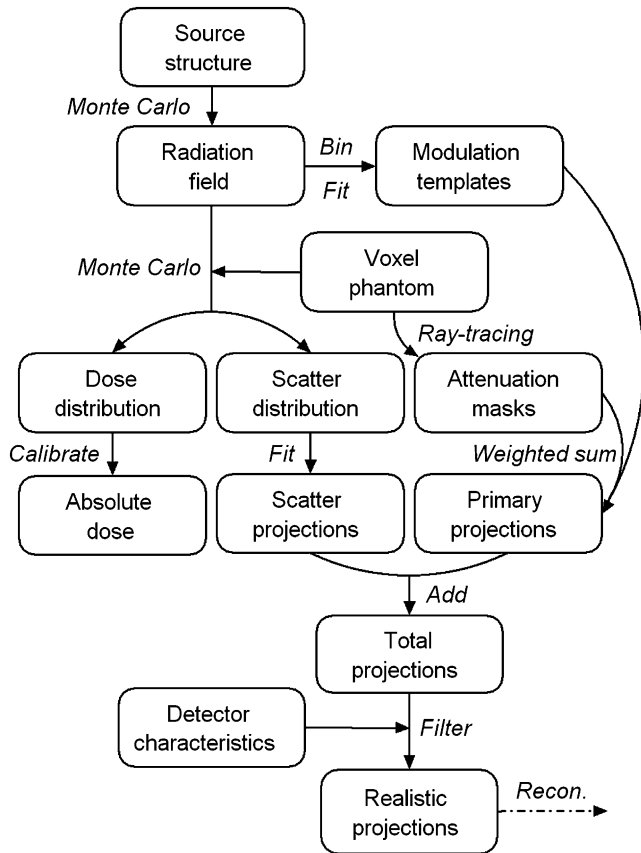 Source
structure
Monte Carlo
Radiation
field
Bin
Fit
Modulation
templates
Monte Carlo
Voxel
phantom
Ray-tracing
Dose
distribution
Scatter
distribution
Attenuation
masks
Calibrate
Fit
Weighted sum
Absolute
dose
Scatter
projections
Primary
projections
Add
Total
projections
Detector
characteristics
Filter
Realistic
projections
Recon.